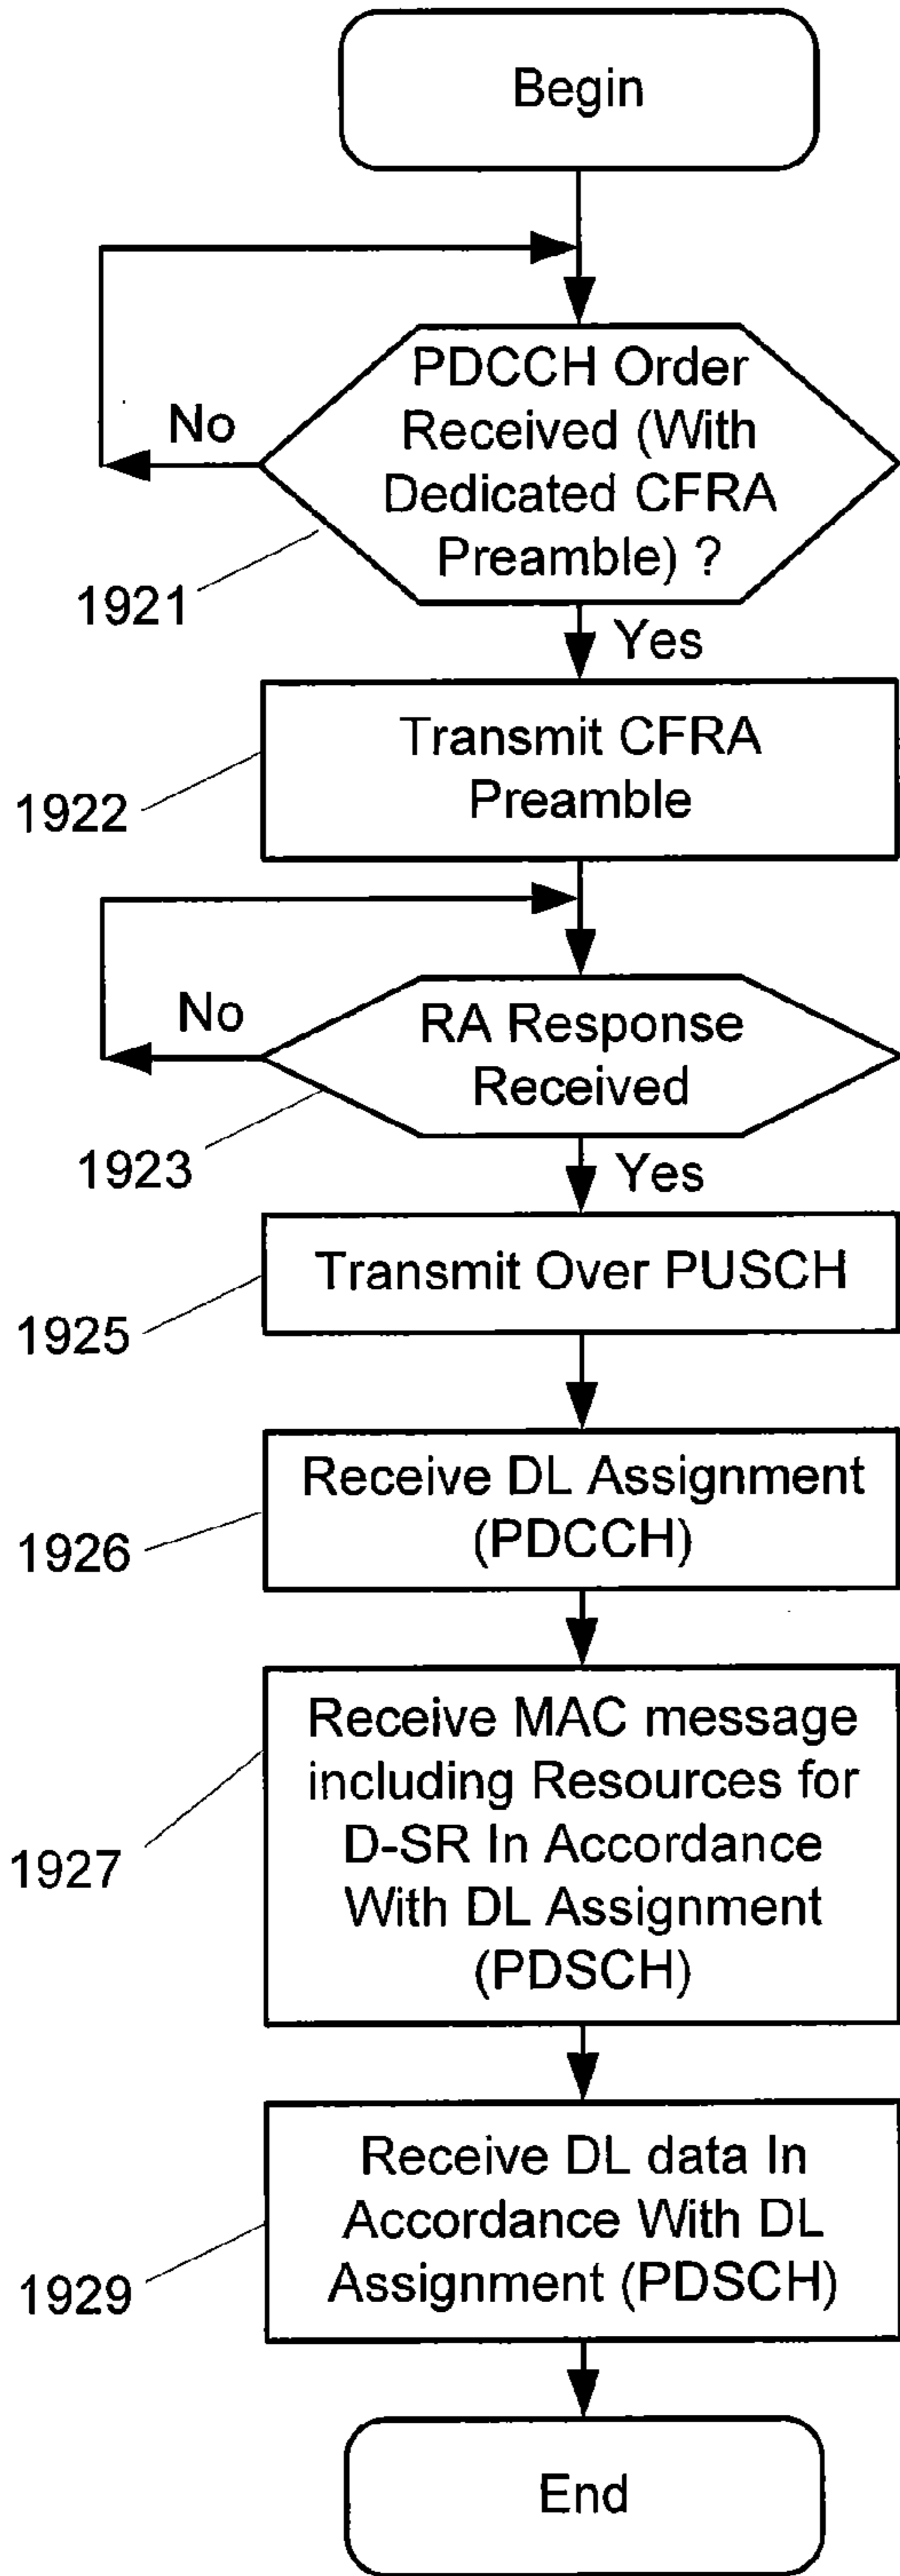 Begin
PDCCH Order
Received (With
Dedicated CFRA
Preamble) ?
No
1921
Yes
Transmit CFRA
Preamble
1922
No
RA Response
Received
1923
Yes
Transmit Over PUSCH
1925
Receive DL Assignment
(PDCCH)
1926
Receive MAC message
including Resources for
D-SR In Accordance
With DL Assignment
(PDSCH)
1927
Receive DL data In
Accordance With DL
Assignment (PDSCH)
1929
End